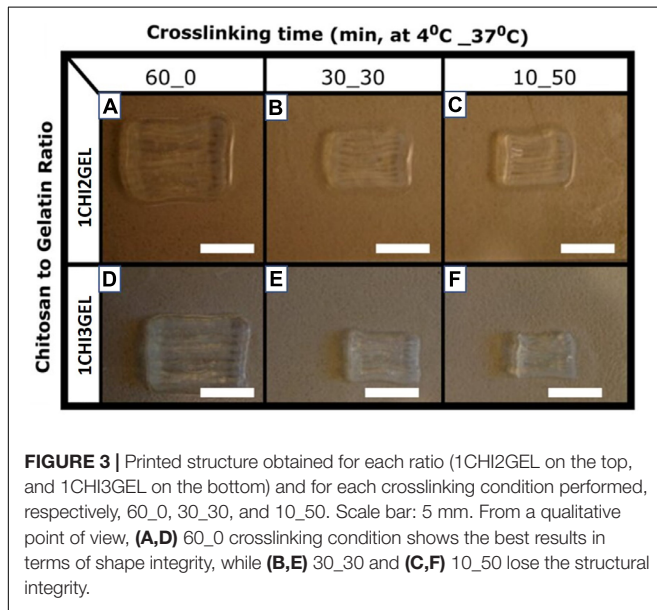 Crosslinking time (min, at 4⁰C _37⁰C)
60_0
30_30
10_50
Chitosan to Gelatin Ratio
1CHI2GEL
A
B
C
1CHI3GEL
D
E
F
FIGURE 3 | Printed structure obtained for each ratio (1CHI2GEL on the top,
and 1CHI3GEL on the bottom) and for each crosslinking condition performed,
respectively, 60_0, 30_30, and 10_50. Scale bar: 5 mm. From a qualitative
point of view, (A,D) 60_0 crosslinking condition shows the best results in
terms of shape integrity, while (B,E) 30_30 and (C,F) 10_50 lose the structural
integrity.